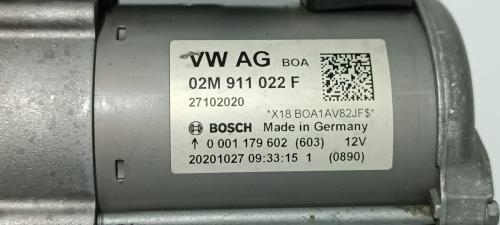 VW AG BOA
02M 911 022 F
27102020
*X18 BOA1AV82JF$*
BOSCH Made in Germany
↑ 0 001 179 602 (603) 12V
20201027 09:33:15 1 (0890)